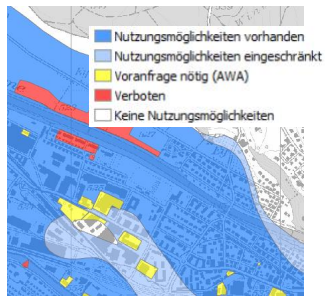 Nutzungsmöglichkeiten vorhanden
Nutzungsmöglichkeiten eingeschränkt
Voranfrage nötig (AWA)
Verboten
Keine Nutzungsmöglichkeiten